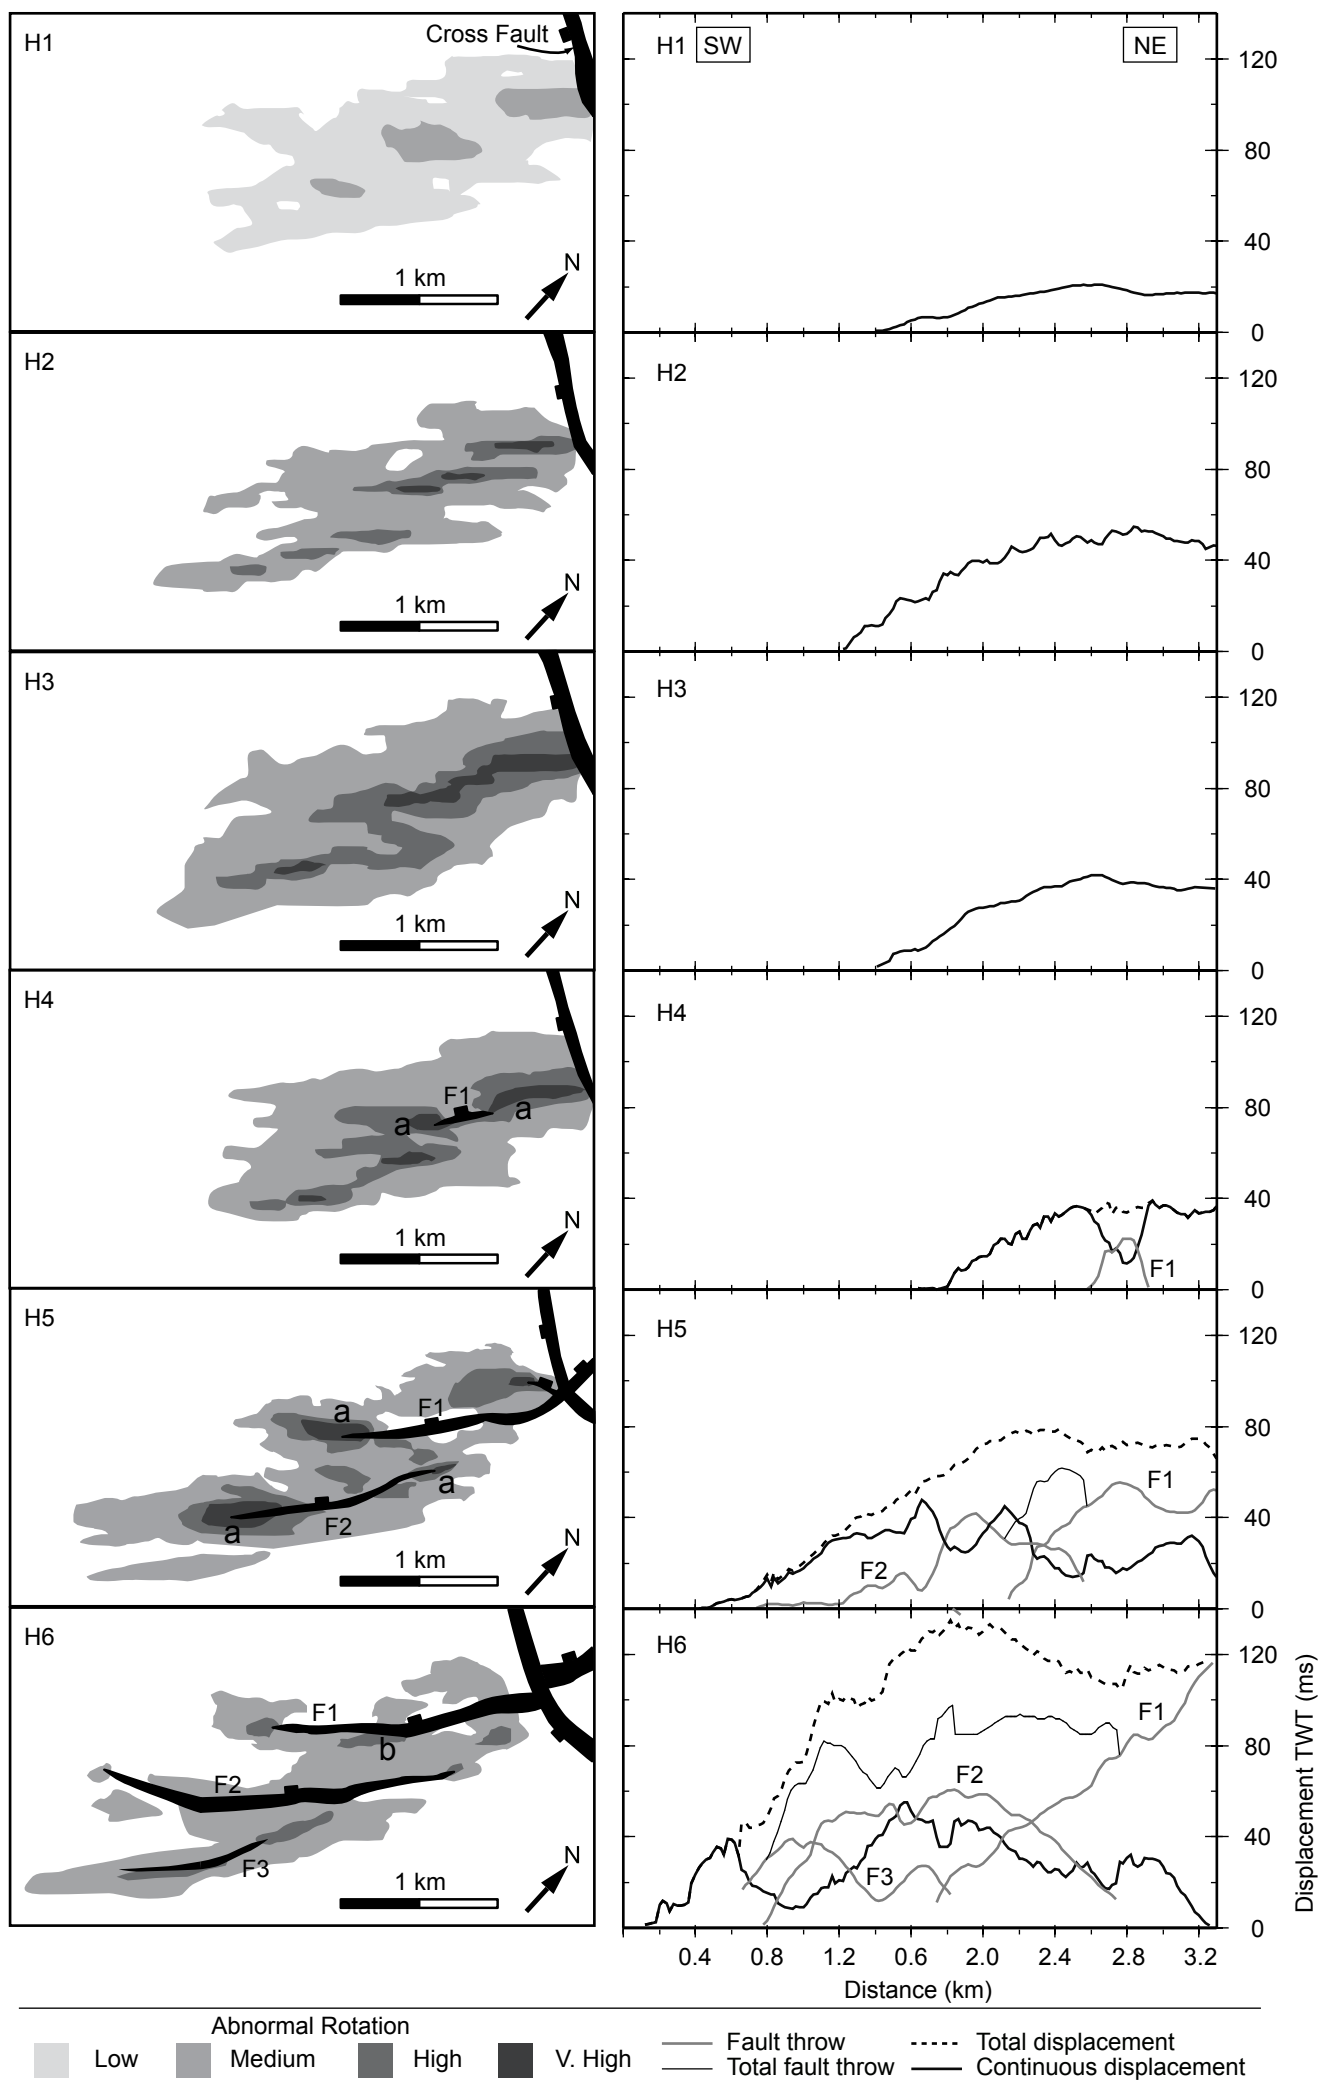 H1
Cross Fault
1 km
N
H1 SW NE
120
80
40
0
H2
1 km
N
H2
120
80
40
0
H3
1 km
N
H3
120
80
40
0
H4
F1
a a
1 km
N
H4
120
80
40
0
F1
H5
a F1
a
a F2
1 km
N
H5
120
80
40
0
F1
F2
H6
F1
b
F2
F3
1 km
N
H6
120
80
40
0
F1
F2
F3
0.4 0.8 1.2 0.6 2.0 2.4 2.8 3.2
Distance (km)
Displacement TWT (ms)
Abnormal Rotation
Low Medium High V. High
Fault throw Total displacement
Total fault throw Continuous displacement